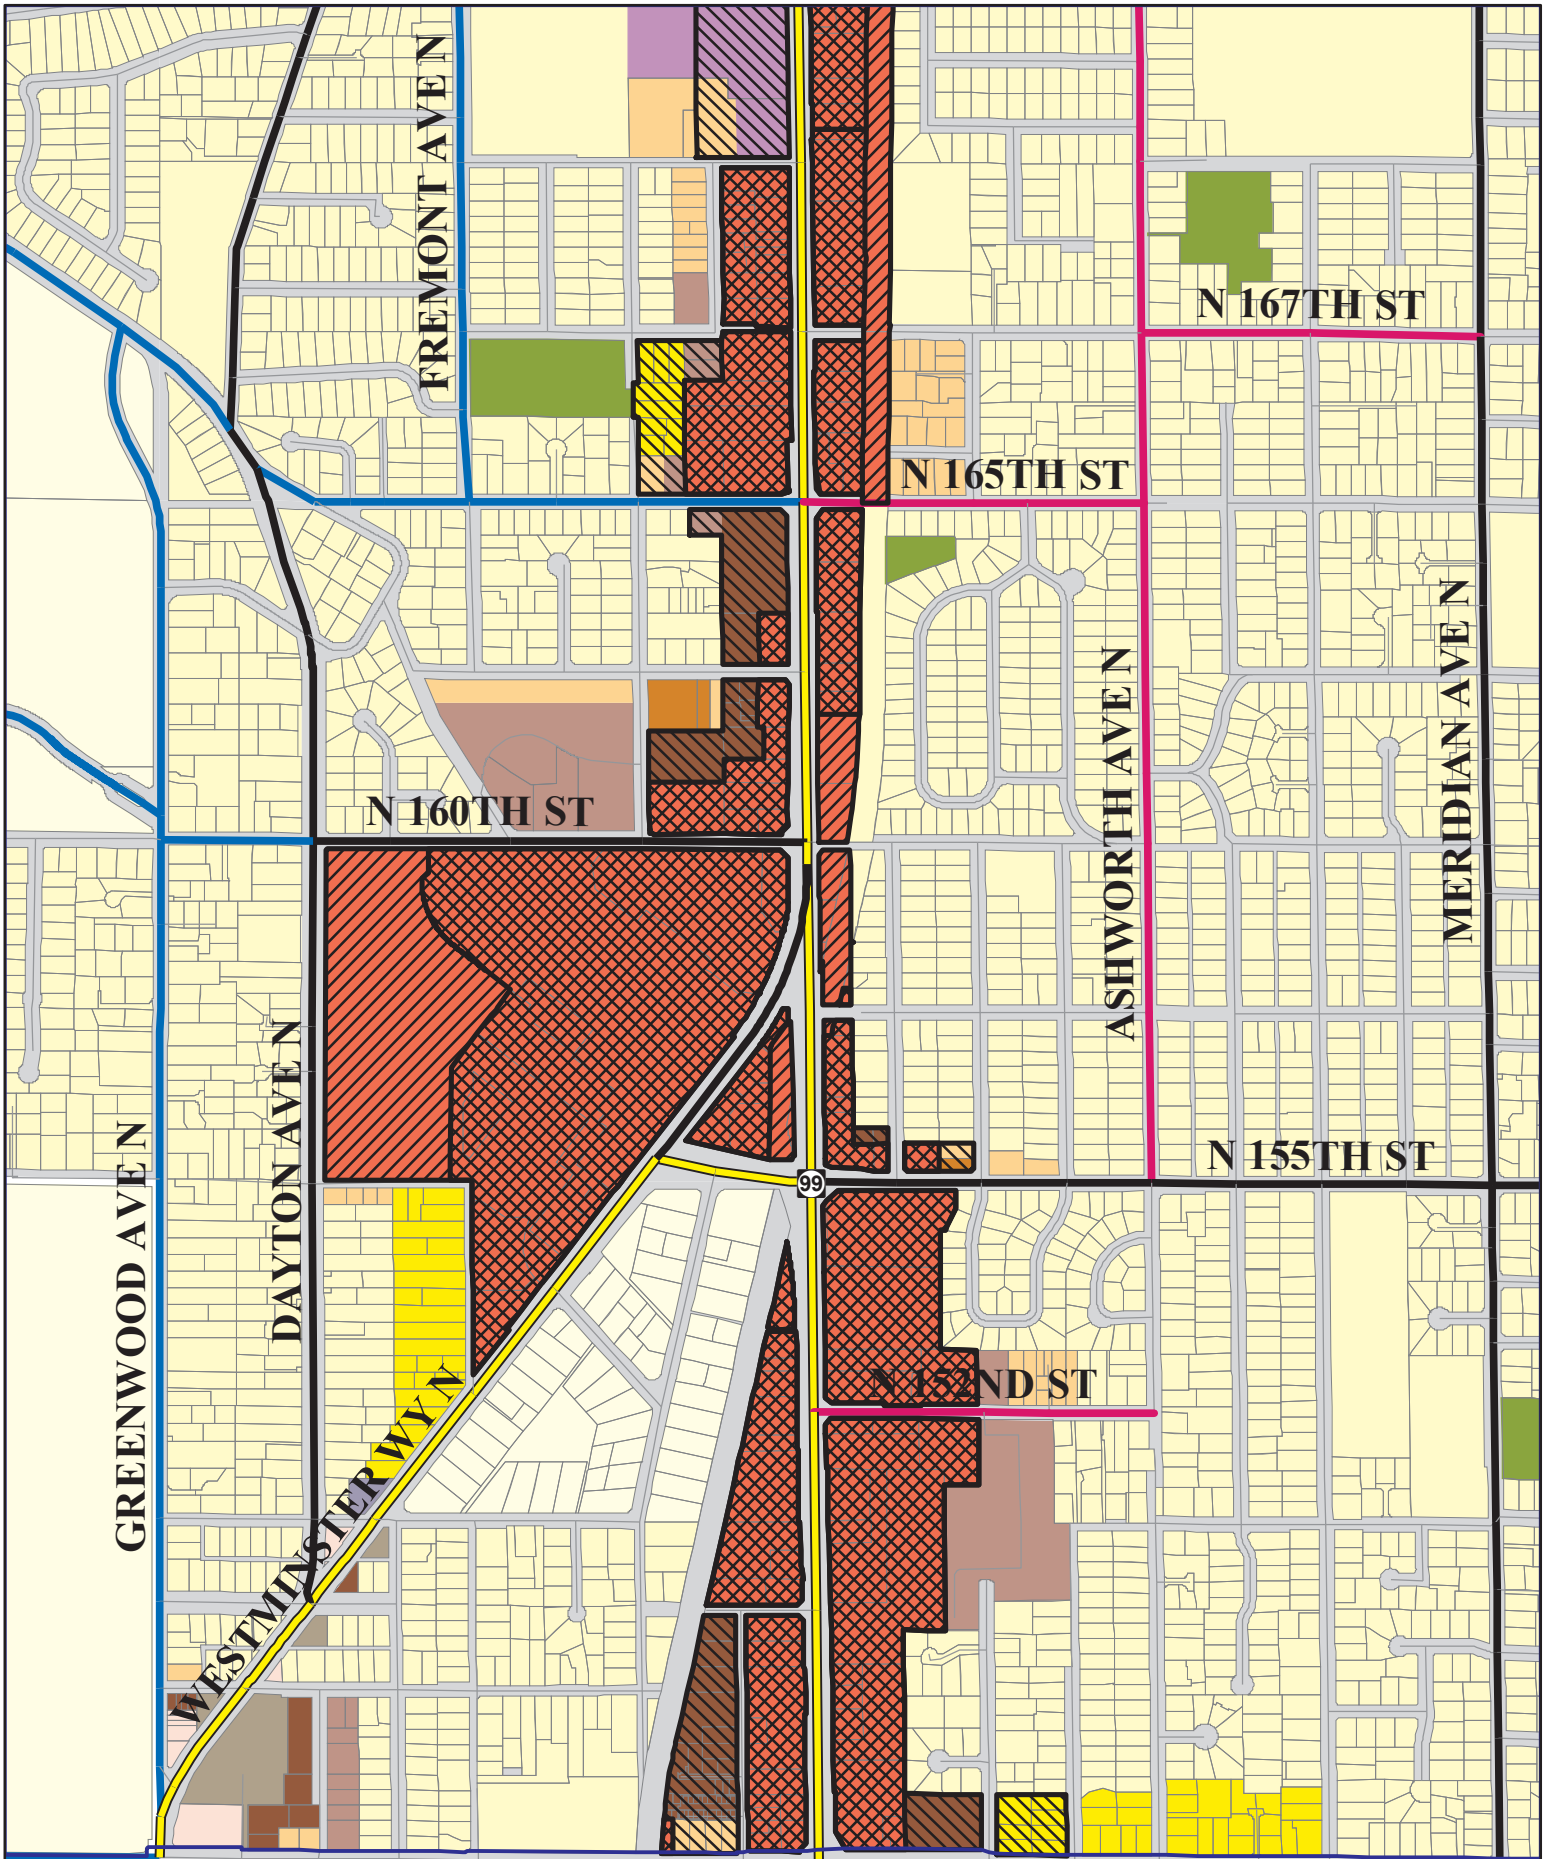 FREMONT AVE N
N 167TH ST
N 165TH ST
MERIDIAN AVE N
ASHWORTH AVE N
N 160TH ST
DAYTON AVE N
GREENWOOD AVE N
N 155TH ST
99
N 152ND ST
WESTMINSTER WY N